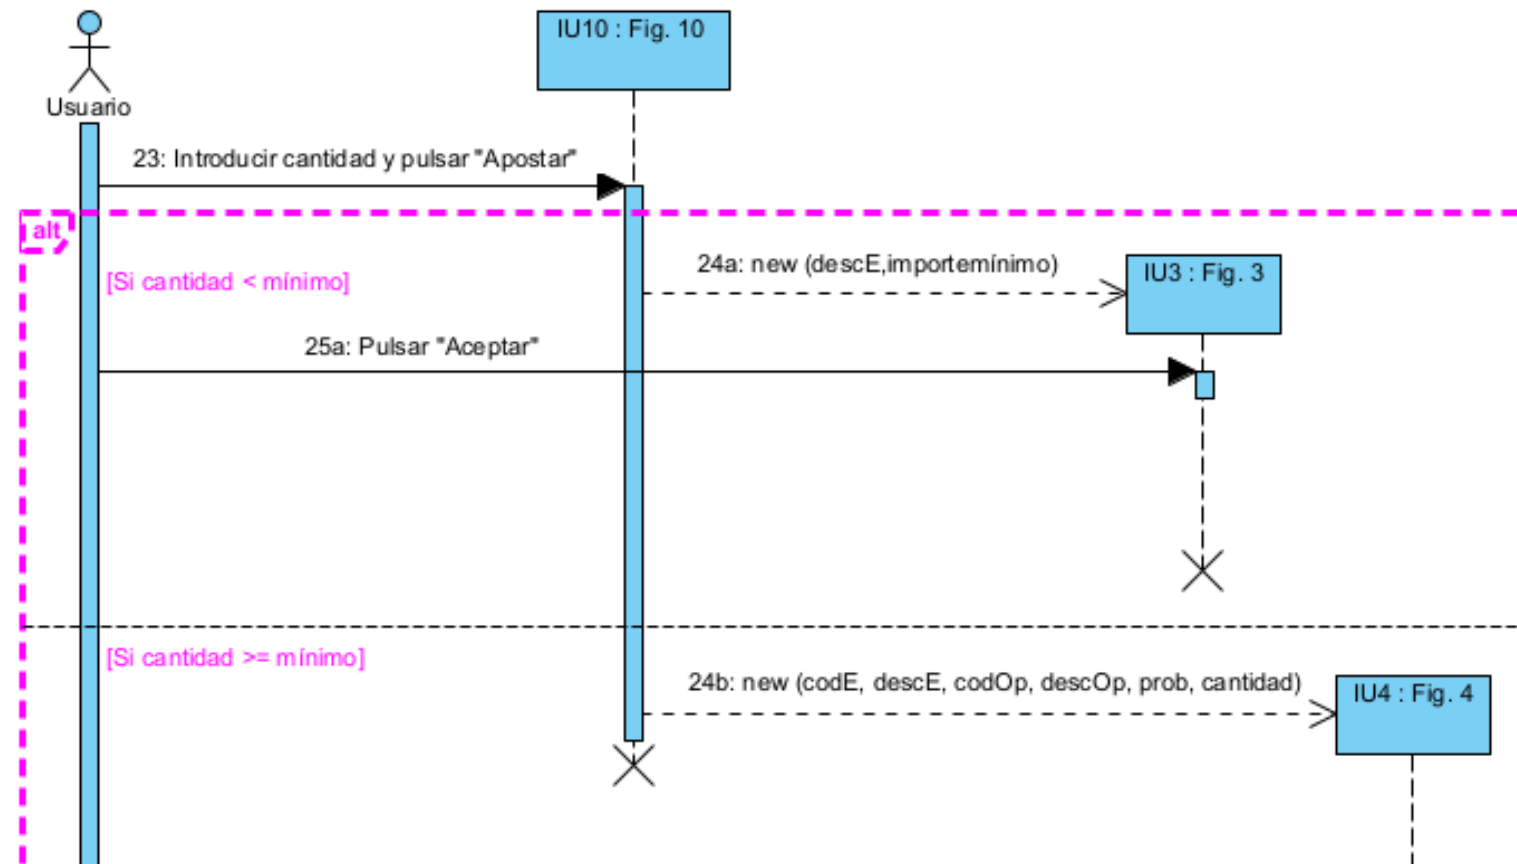 IU10 : Fig. 10
Usuario
23: Introducir cantidad y pulsar "Apostar"
alt
[Si cantidad < mínimo]
24a: new (descE,importemínimo)
IU3 : Fig. 3
25a: Pulsar "Aceptar"
[Si cantidad >= mínimo]
24b: new (codE, descE, codOp, descOp, prob, cantidad)
IU4 : Fig. 4